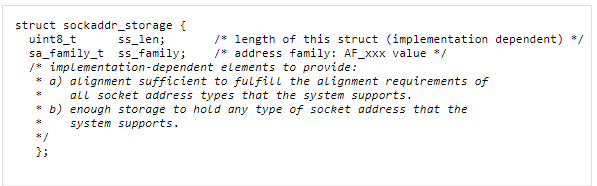 struct sockaddr_storage {
uint8_t ss_len; /* length of this struct (implementation dependent) */
sa_family_t ss_family; /* address family: AF_xxx value */
/* implementation-dependent elements to provide:
* a) alignment sufficient to fulfill the alignment requirements of
* all socket address types that the system supports.
* b) enough storage to hold any type of socket address that the
* system supports.
*/
};